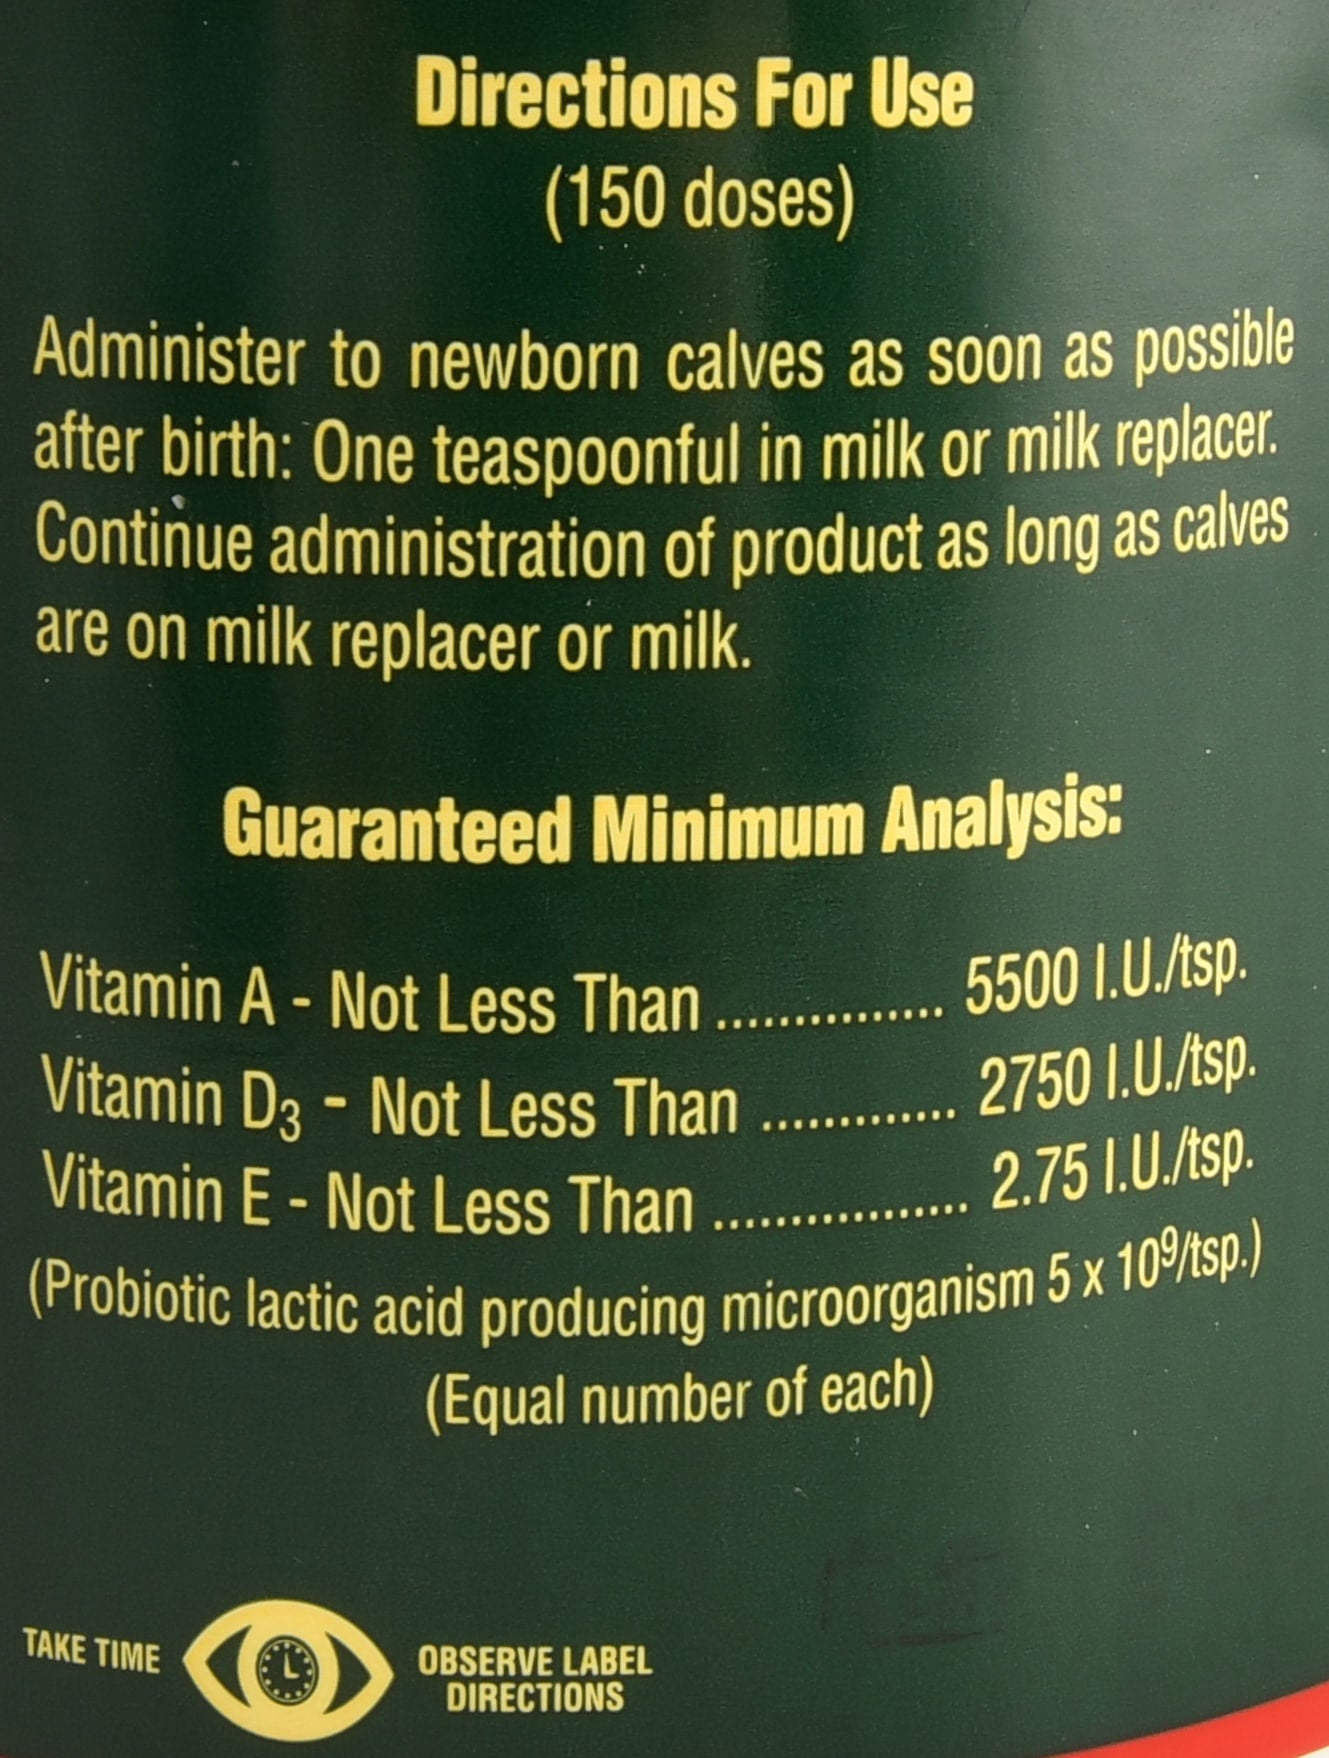 Directions For Use
(150 doses)
Administer to newborn calves as soon as possible
after birth: One teaspoonful in milk or milk replacer.
Continue administration of product as long as calves
are on milk replacer or milk.
Guaranteed Minimum Analysis:
Vitamin A - Not Less Than ............... 5500 I.U./tsp.
Vitamin D₃ - Not Less Than ............. 2750 I.U./tsp.
Vitamin E - Not Less Than ................. 2.75 I.U./tsp.
(Probiotic lactic acid producing microorganism 5 x 10⁹/tsp.)
(Equal number of each)
TAKE TIME
OBSERVE LABEL
DIRECTIONS